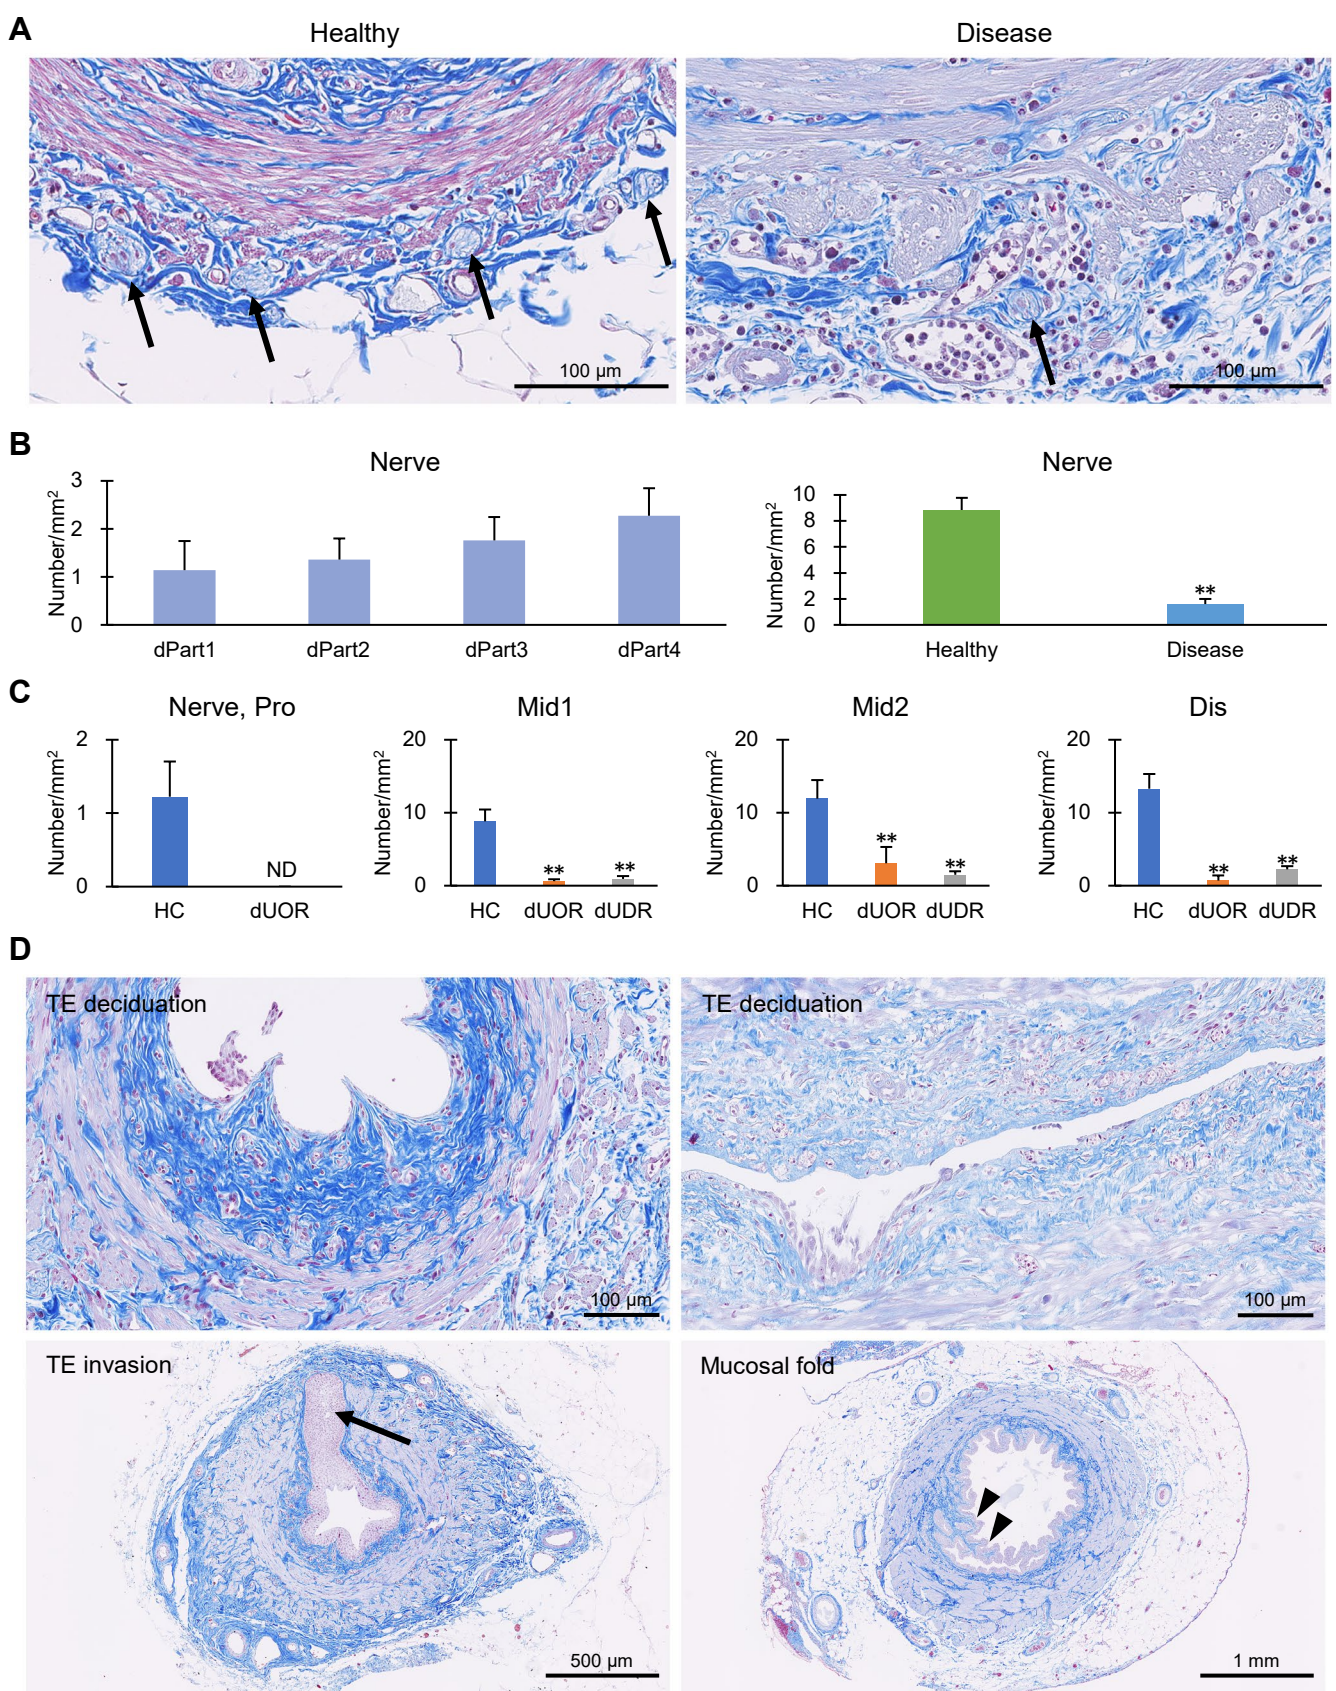 A
Healthy
Disease
100 µm
100 µm
B
Nerve
Number/mm²
3
2
1
0
dPart1
dPart2
dPart3
dPart4
Nerve
Number/mm²
10
8
6
4
2
0
**
Healthy
Disease
C
Nerve, Pro
Number/mm²
2
1
0
ND
HC
dUOR
Mid1
Number/mm²
20
10
0
**
**
HC
dUOR
dUDR
Mid2
Number/mm²
20
10
0
**
**
HC
dUOR
dUDR
Dis
Number/mm²
20
10
0
**
**
HC
dUOR
dUDR
D
TE deciduation
100 µm
TE deciduation
100 µm
TE invasion
500 µm
Mucosal fold
1 mm